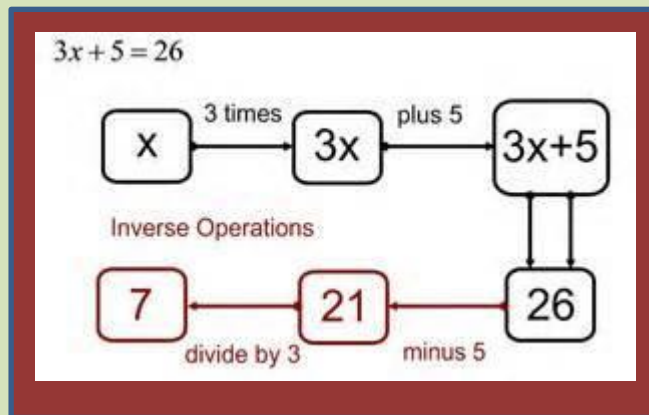 3x + 5 = 26
3 times
plus 5
x
3x
3x+5
Inverse Operations
7
21
26
divide by 3
minus 5